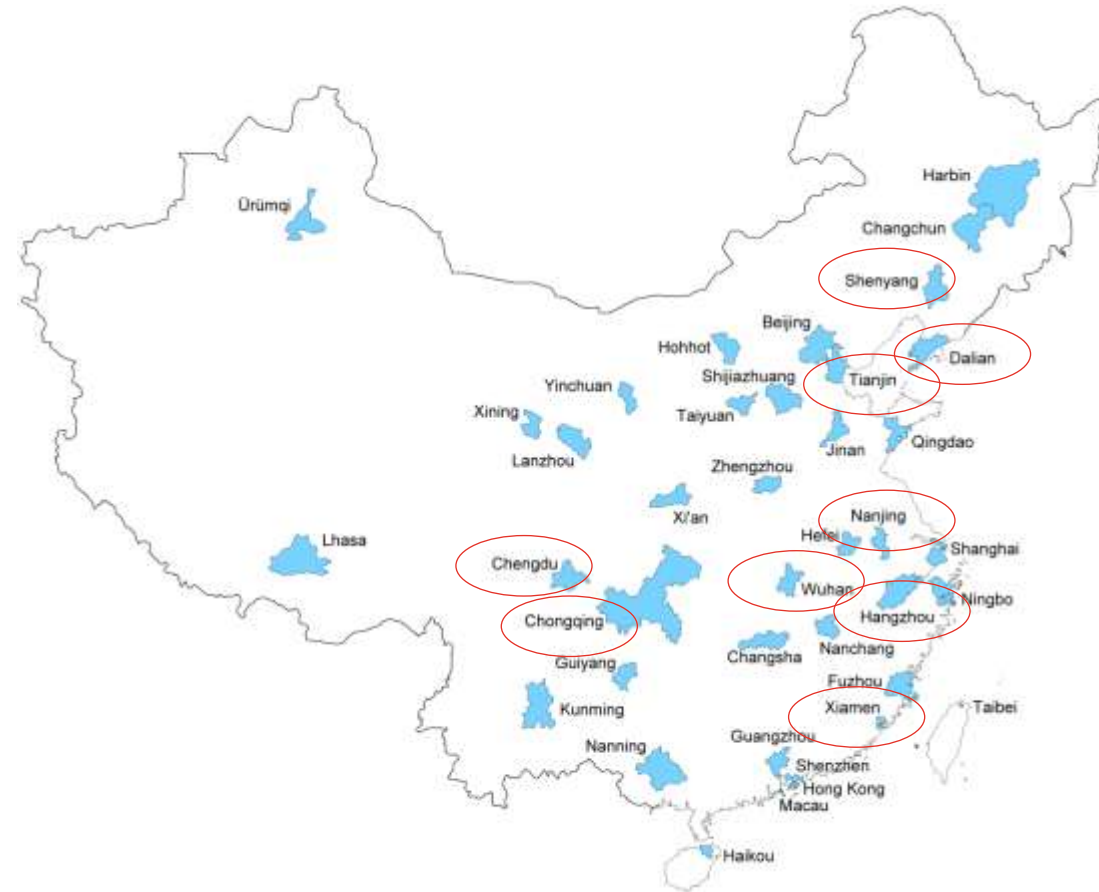 Harbin
Ürümqi
Changchun
Shenyang
Beijing
Hohhot
Dalian
Tianjin
Shijiazhuang
Yinchuan
Taiyuan
Xining
Qingdao
Jinan
Lanzhou
Zhengzhou
Xi'an
Nanjing
Hefei
Lhasa
Shanghai
Chengdu
Wuhan
Ningbo
Hangzhou
Chongqing
Nanchang
Changsha
Guiyang
Fuzhou
Xiamen
Taibei
Kunming
Guangzhou
Nanning
Shenzhen
Hong Kong
Macau
Haikou